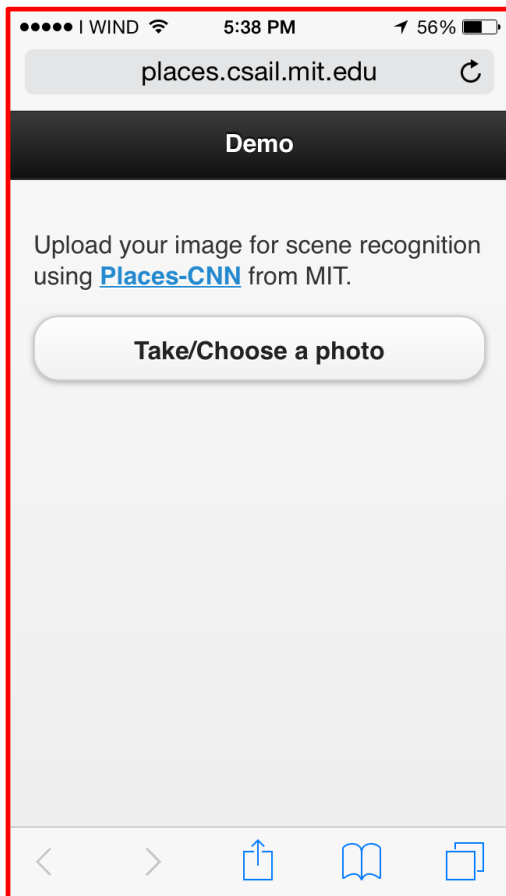 I WIND 5:38 PM 56%
places.csail.mit.edu
Demo
Upload your image for scene recognition
using Places-CNN from MIT.
Take/Choose a photo